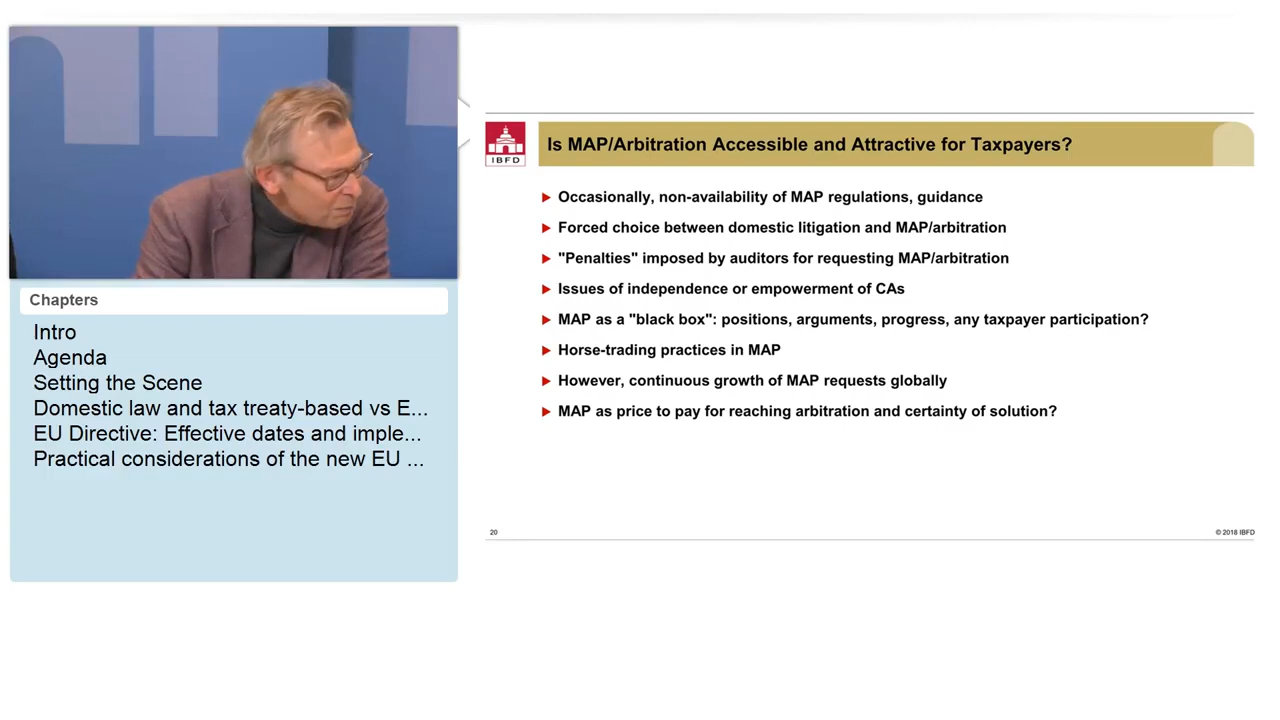 Chapters
Intro
Agenda
Setting the Scene
Domestic law and tax treaty-based vs E...
EU Directive: Effective dates and imple...
Practical considerations of the new EU ...
IBFD
Is MAP/Arbitration Accessible and Attractive for Taxpayers?
Occasionally, non-availability of MAP regulations, guidance
Forced choice between domestic litigation and MAP/arbitration
"Penalties" imposed by auditors for requesting MAP/arbitration
Issues of independence or empowerment of CAs
MAP as a "black box": positions, arguments, progress, any taxpayer participation?
Horse-trading practices in MAP
However, continuous growth of MAP requests globally
MAP as price to pay for reaching arbitration and certainty of solution?
20
© 2018 IBFD